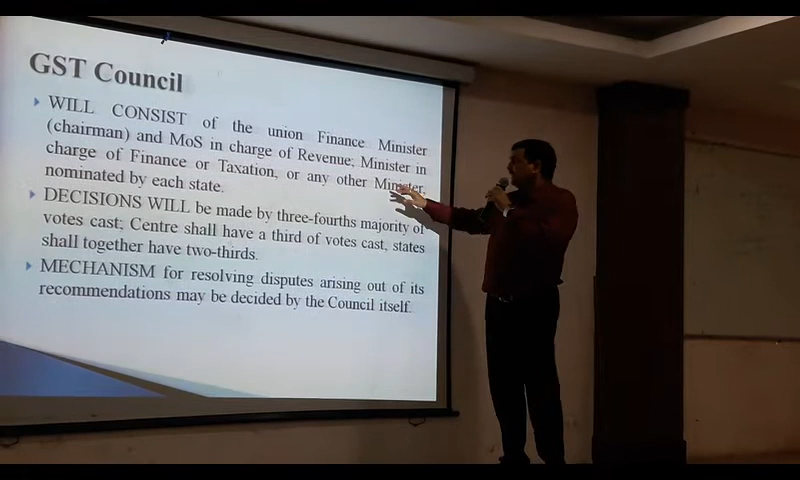 GST Council
WILL CONSIST of the union Finance Minister
(chairman) and MoS in charge of Revenue; Minister in
charge of Finance or Taxation, or any other Minister,
nominated by each state.
DECISIONS WILL be made by three-fourths majority of
votes cast; Centre shall have a third of votes cast, states
shall together have two-thirds.
MECHANISM for resolving disputes arising out of its
recommendations may be decided by the Council itself.